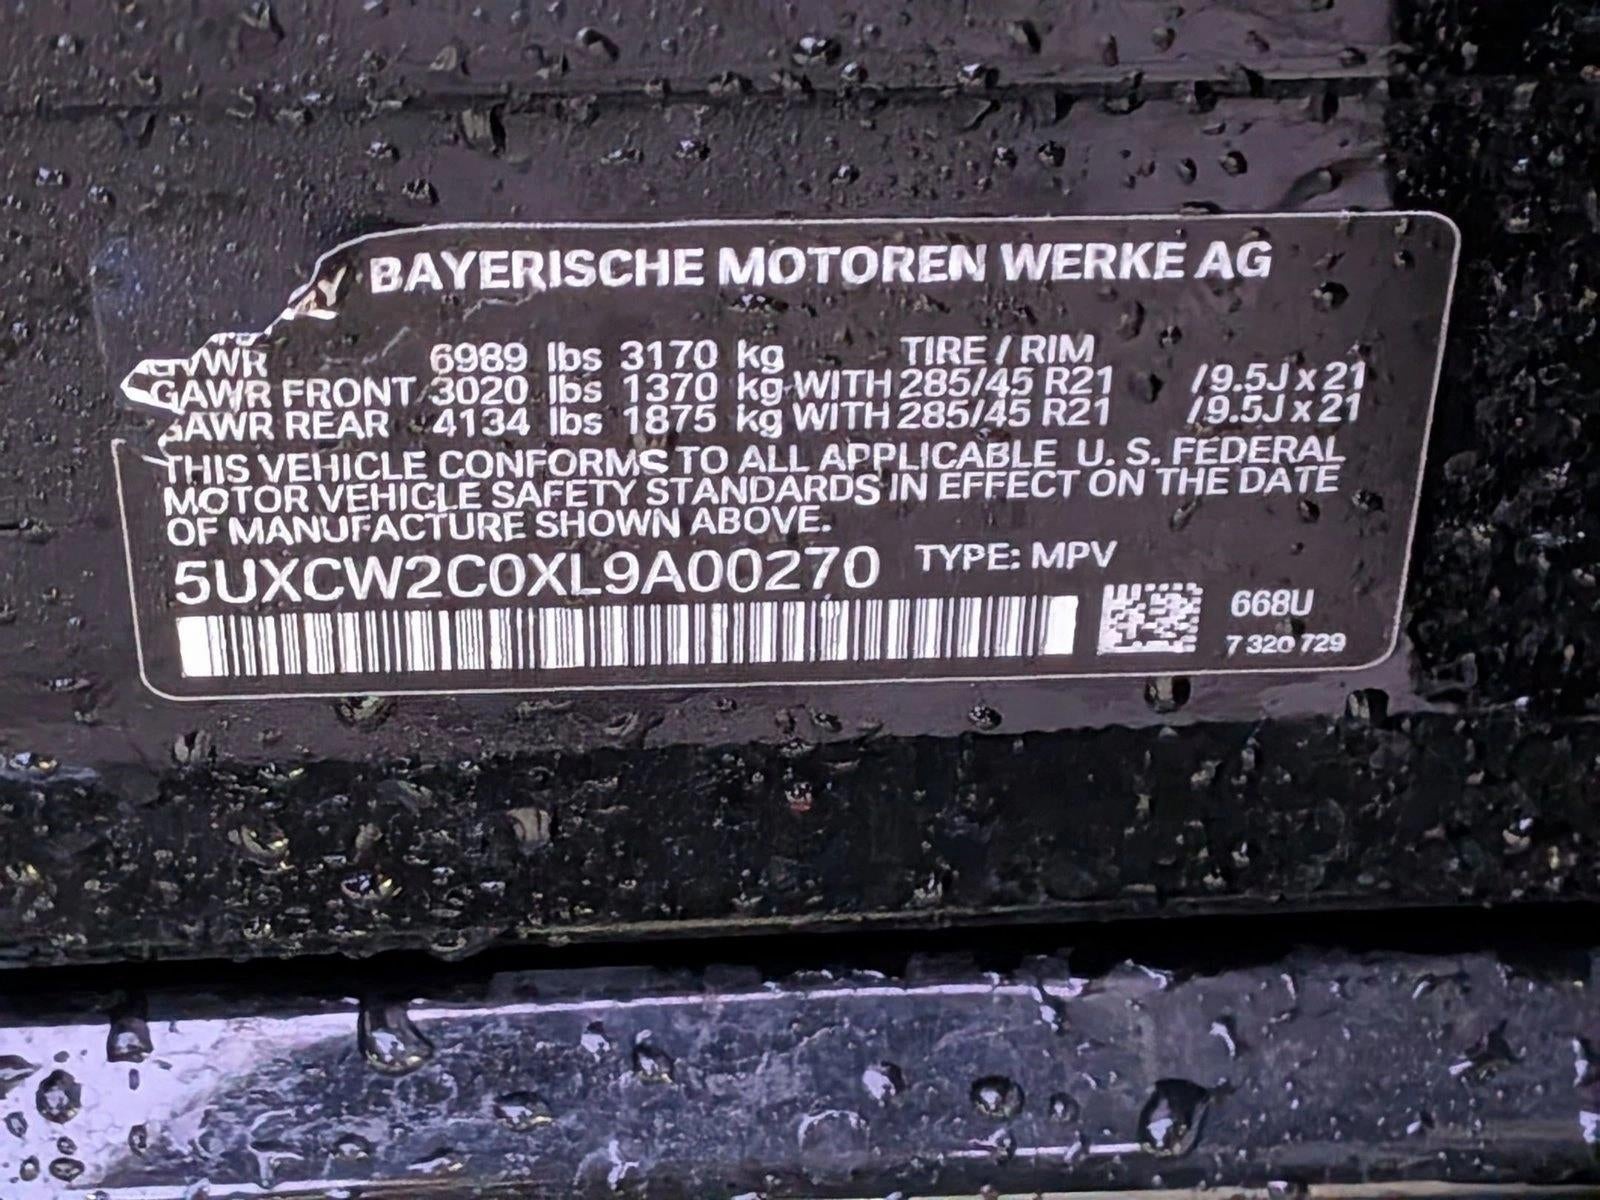 BAYERISCHE MOTOREN WERKE AG
GVWR 6989 lbs 3170 kg TIRE / RIM
GAWR FRONT 3020 lbs 1370 kg WITH 285/45 R21 /9.5J x 21
GAWR REAR 4134 lbs 1875 kg WITH 285/45 R21 /9.5J x 21
THIS VEHICLE CONFORMS TO ALL APPLICABLE U. S. FEDERAL
MOTOR VEHICLE SAFETY STANDARDS IN EFFECT ON THE DATE
OF MANUFACTURE SHOWN ABOVE.
5UXCW2C0XL9A00270 TYPE: MPV
668U
7 320 729